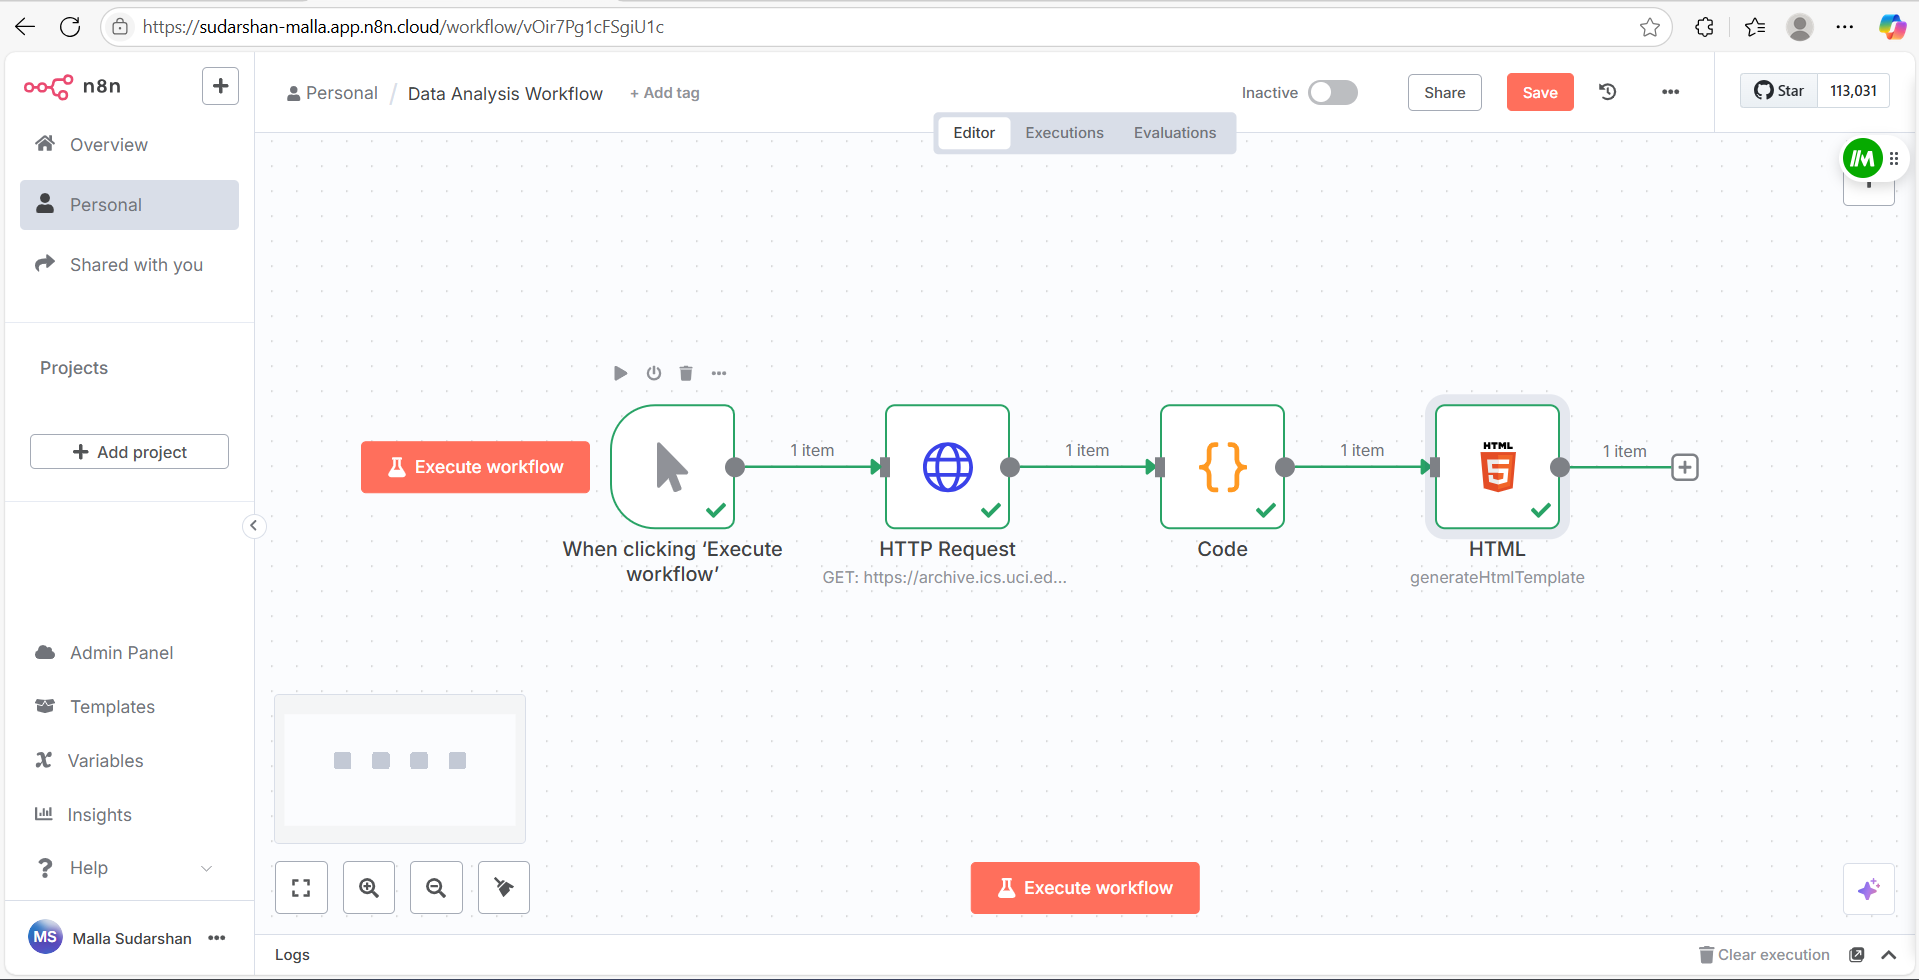 https://sudarshan-malla.app.n8n.cloud/workflow/vOir7Pg1cFSgiU1c
n8n
Personal / Data Analysis Workflow + Add tag
Inactive
Share
Save
Star 113,031
Editor Executions Evaluations
Overview
Personal
Shared with you
Projects
+ Add project
Admin Panel
Templates
Variables
Insights
Help
MS Malla Sudarshan
Execute workflow
1 item
1 item
1 item
1 item
HTML
5
When clicking ‘Execute
workflow’
HTTP Request
GET: https://archive.ics.uci.ed...
Code
HTML
generateHtmlTemplate
Execute workflow
Logs
Clear execution